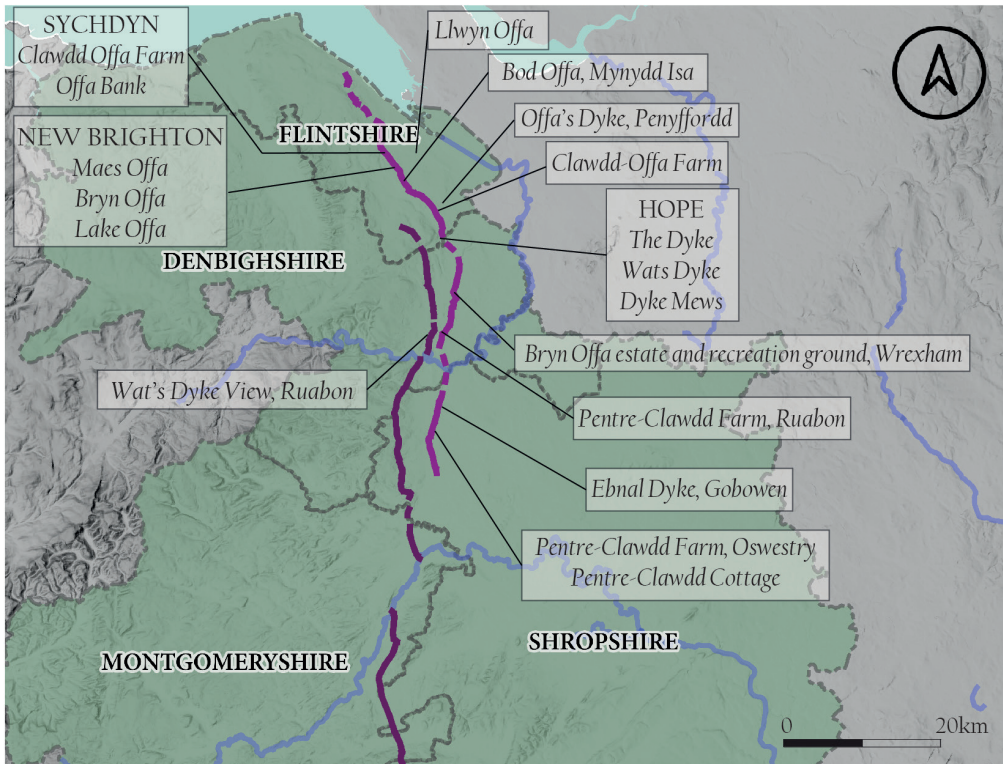 SYCHDYN
Clawdd Offa Farm
Offa Bank
Llwyn Offa
Bod Offa, Mynydd Isa
NEW BRIGHTON
Maes Offa
Bryn Offa
Lake Offa
FLINTSHIRE
Offa's Dyke, Penyffordd
Clawdd-Offa Farm
HOPE
The Dyke
Wats Dyke
Dyke Mews
DENBIGHSHIRE
Bryn Offa estate and recreation ground, Wrexham
Wat's Dyke View, Ruabon
Pentre-Clawdd Farm, Ruabon
Ebnal Dyke, Gobowen
Pentre-Clawdd Farm, Oswestry
Pentre-Clawdd Cottage
SHROPSHIRE
MONTGOMERYSHIRE
0 20km